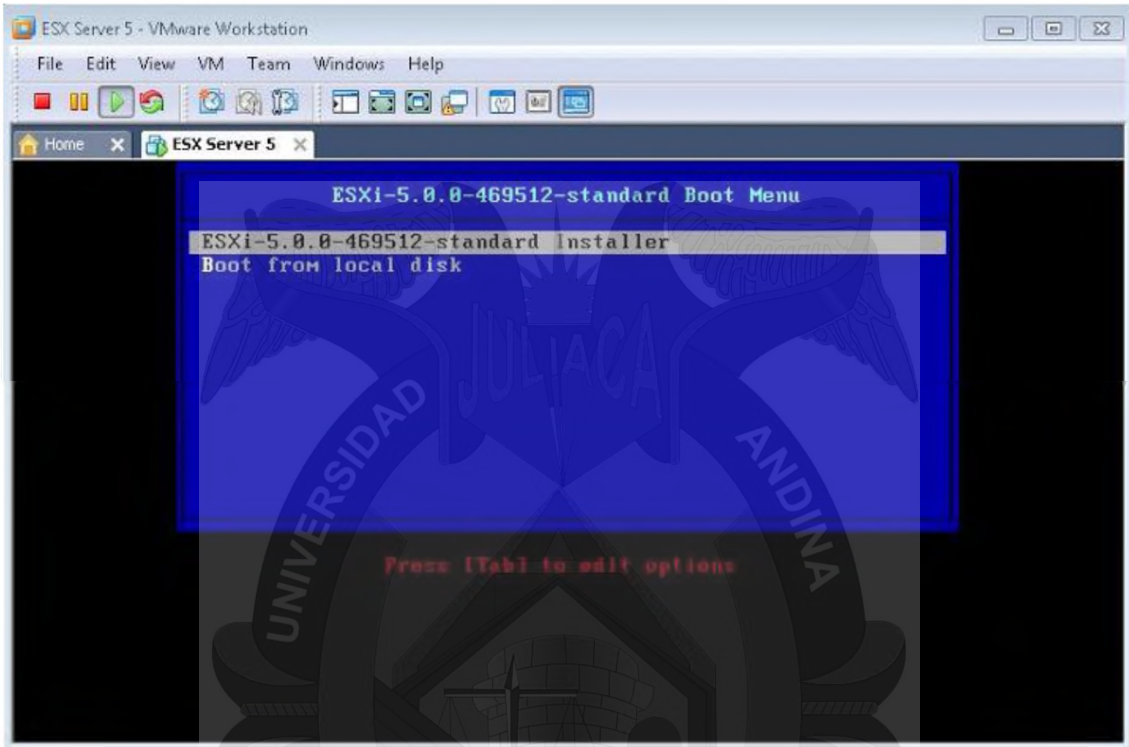 ESX Server 5 - VMware Workstation
File Edit View VM Team Windows Help
Home ESX Server 5
ESXi-5.0.0-469512-standard Boot Menu
ESXi-5.0.0-469512-standard Installer
Boot from local disk
Press [Tab] to edit options
UNIVERSIDAD ANDINA
JULIACA